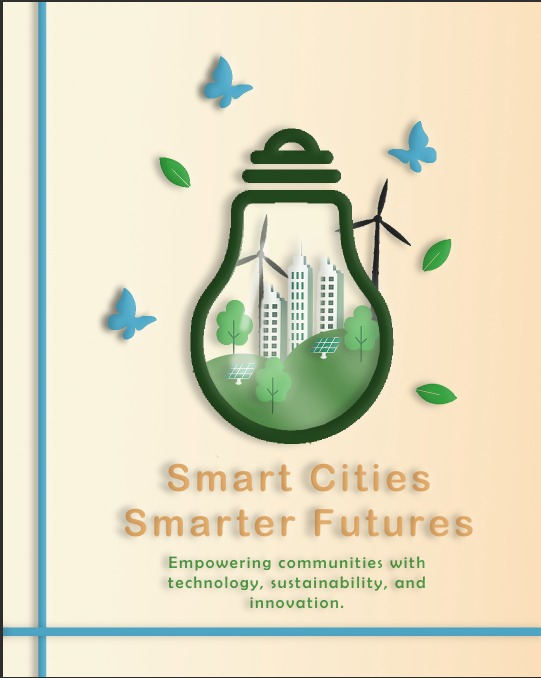 Smart Cities
Smarter Futures
Empowering communities with
technology, sustainability, and
innovation.